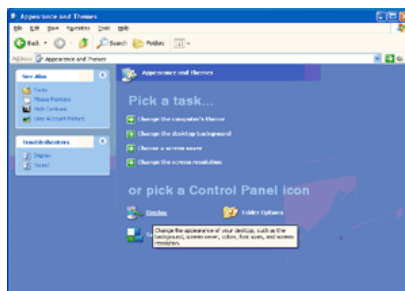 Appearance and Themes
File Edit View Favorites Tools Help
Back Search Folders
Address Appearance and Themes Go
See Also
Fonts
Mouse Pointers
High Contrast
User Account Picture
Troubleshooters
Display
Sound
Appearance and Themes
Pick a task...
Change the computer's theme
Change the desktop background
Choose a screen saver
Change the screen resolution
or pick a Control Panel icon
Display Folder Options
Change the appearance of your desktop, such as the
background, screen saver, colors, font sizes, and screen
resolution.